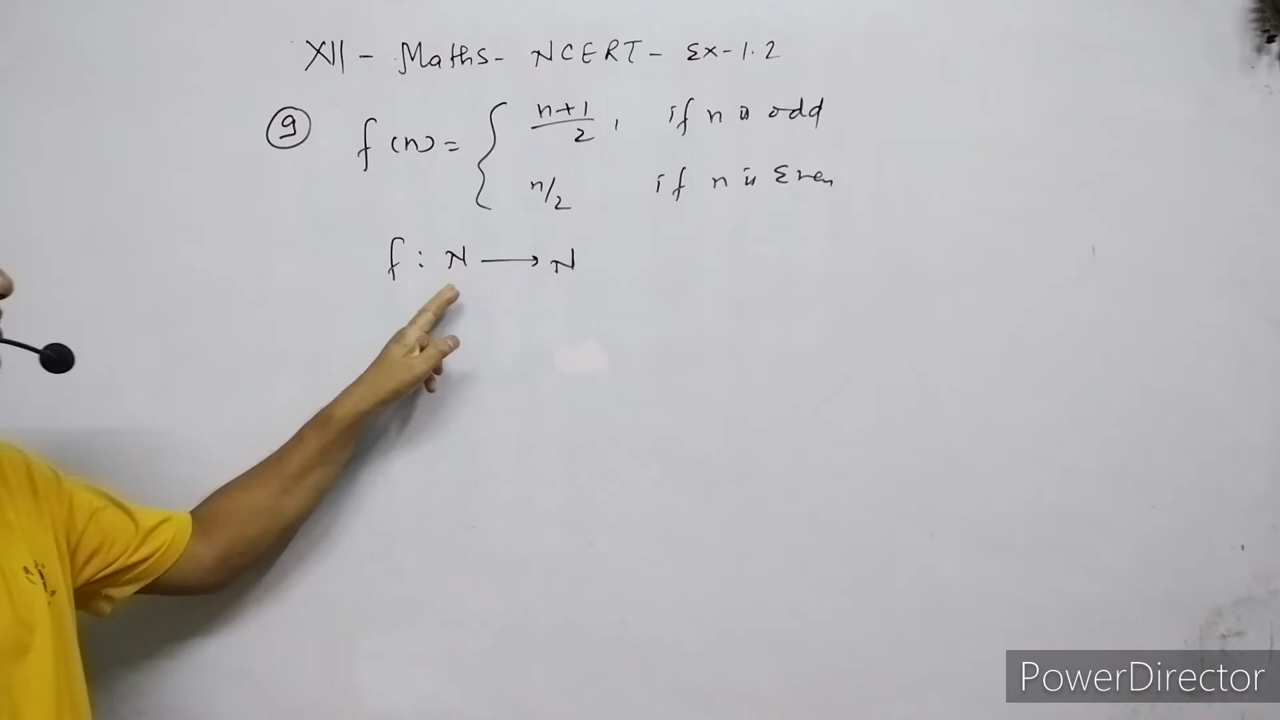 XII - Maths - NCERT - Ex-1.2
9 f(n) = { n+1/2, if n is odd
n/2 if n is Even
f : N → N
PowerDirector